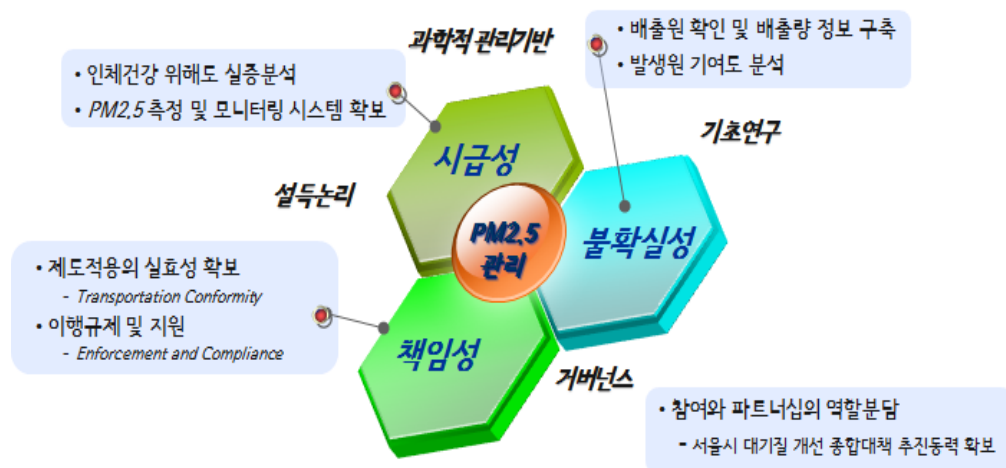 과학적 관리기반
• 배출원 확인 및 배출량 정보 구축
• 발생원 기여도 분석
• 인체건강 위해도 실증분석
• PM2.5 측정 및 모니터링 시스템 확보
기초연구
시급성
설득논리
PM2.5
관리
불확실성
• 제도적용의 실효성 확보
- Transportation Conformity
• 이행규제 및 지원
- Enforcement and Compliance
책임성
거버넌스
• 참여와 파트너십의 역할분담
- 서울시 대기질 개선 종합대책 추진동력 확보